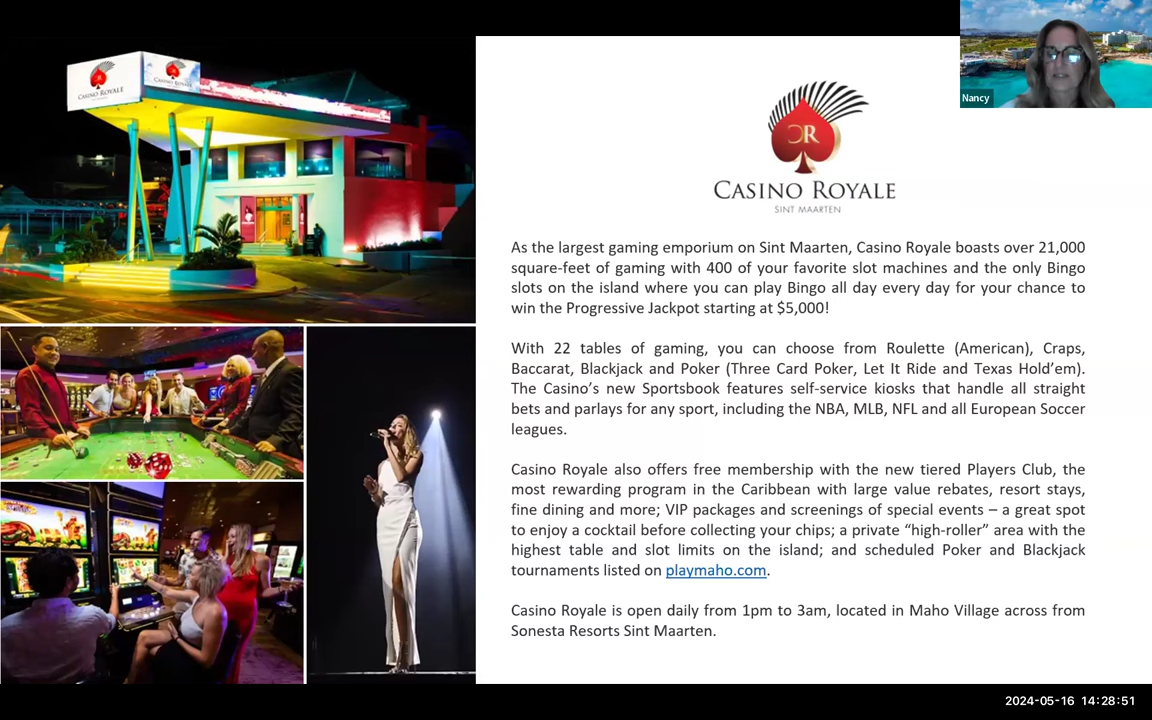 CASINO ROYALE
CASINO ROYALE
Nancy
CR
CASINO ROYALE
SINT MAARTEN
As the largest gaming emporium on Sint Maarten, Casino Royale boasts over 21,000
square-feet of gaming with 400 of your favorite slot machines and the only Bingo
slots on the island where you can play Bingo all day every day for your chance to
win the Progressive Jackpot starting at $5,000!
With 22 tables of gaming, you can choose from Roulette (American), Craps,
Baccarat, Blackjack and Poker (Three Card Poker, Let It Ride and Texas Hold’em).
The Casino’s new Sportsbook features self-service kiosks that handle all straight
bets and parlays for any sport, including the NBA, MLB, NFL and all European Soccer
leagues.
Casino Royale also offers free membership with the new tiered Players Club, the
most rewarding program in the Caribbean with large value rebates, resort stays,
fine dining and more; VIP packages and screenings of special events – a great spot
to enjoy a cocktail before collecting your chips; a private “high-roller” area with the
highest table and slot limits on the island; and scheduled Poker and Blackjack
tournaments listed on playmaho.com.
Casino Royale is open daily from 1pm to 3am, located in Maho Village across from
Sonesta Resorts Sint Maarten.
2024-05-16 14:28:51